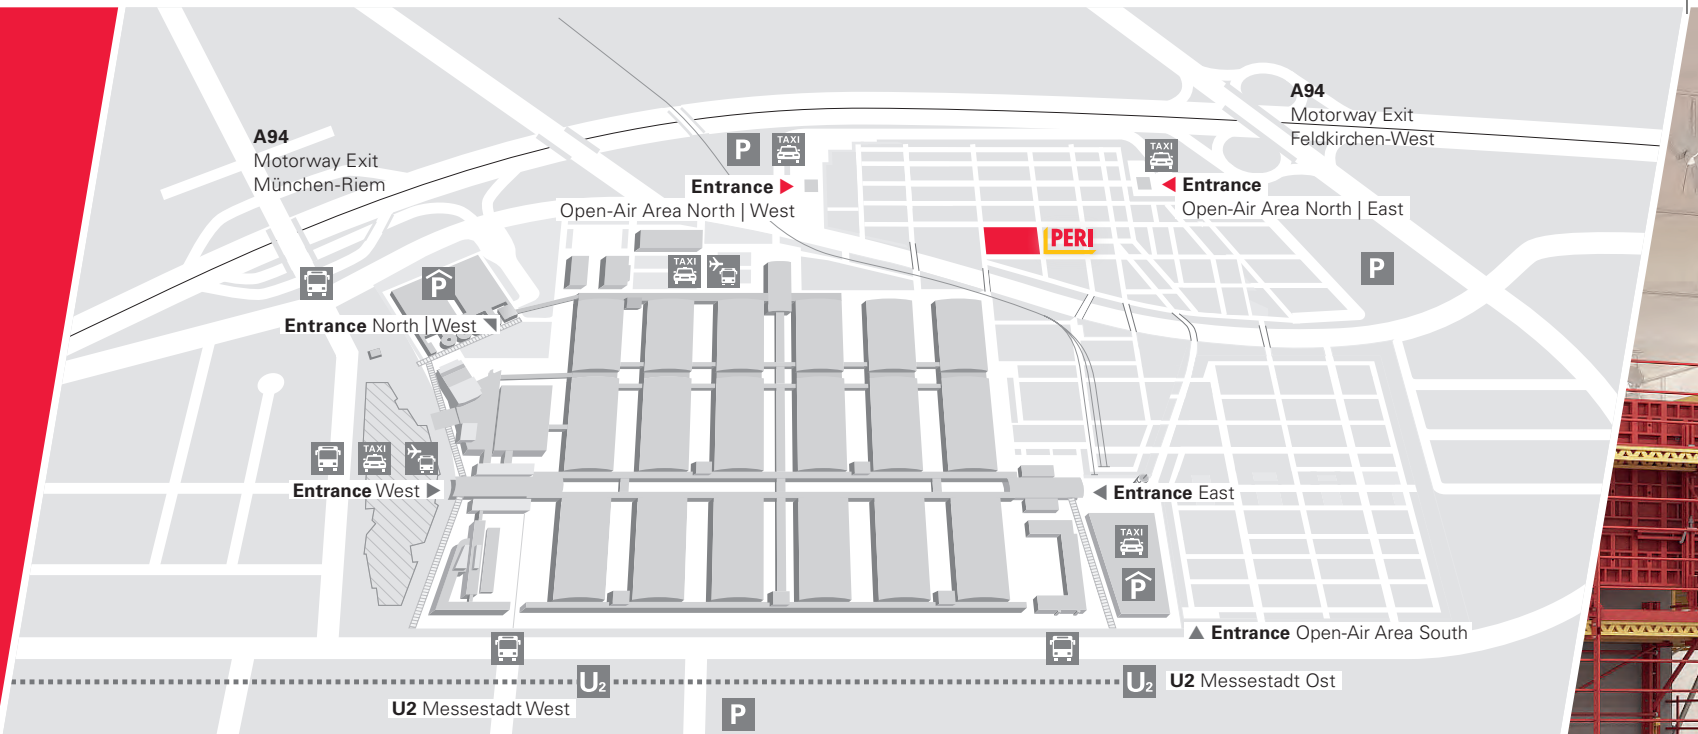 A94
Motorway Exit
Feldkirchen-West
A94
Motorway Exit
München-Riem
P
TAXI
TAXI
Entrance
Open-Air Area North | West
Entrance
Open-Air Area North | East
PERI
P
TAXI
P
Entrance North | West
TAXI
Entrance West
Entrance East
TAXI
P
Entrance Open-Air Area South
U2
U2
U2 Messestadt Ost
U2 Messestadt West
P